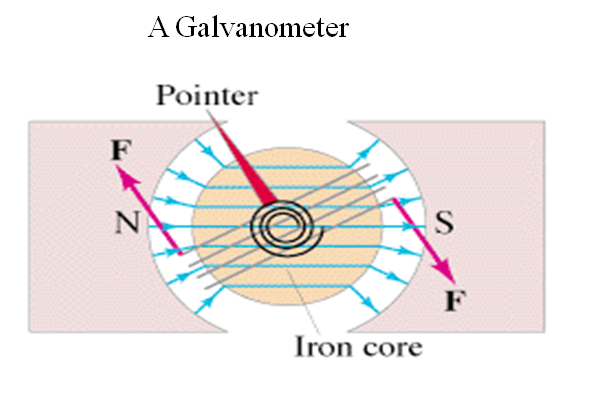 A Galvanometer
Pointer
F
N
S
F
Iron core